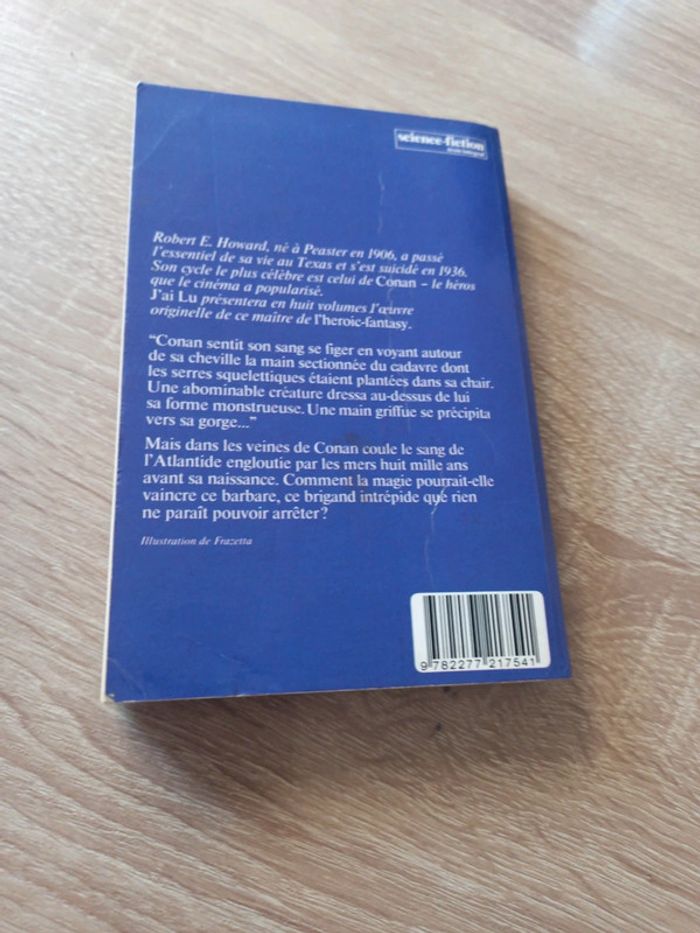 science-fiction
texte intégral
Robert E. Howard, né à Peaster en 1906, a passé
l'essentiel de sa vie au Texas et s'est suicidé en 1936.
Son cycle le plus célèbre est celui de Conan – le héros
que le cinéma a popularisé.
J'ai Lu présentera en huit volumes l'œuvre
originelle de ce maître de l'heroic-fantasy.
"Conan sentit son sang se figer en voyant autour
de sa cheville la main sectionnée du cadavre dont
les serres squelettiques étaient plantées dans sa chair.
Une abominable créature dressa au-dessus de lui
sa forme monstrueuse. Une main griffue se précipita
vers sa gorge..."
Mais dans les veines de Conan coule le sang de
l'Atlantide engloutie par les mers huit mille ans
avant sa naissance. Comment la magie pourrait-elle
vaincre ce barbare, ce brigand intrépide que rien
ne paraît pouvoir arrêter ?
Illustration de Frazetta
9 782277 217541